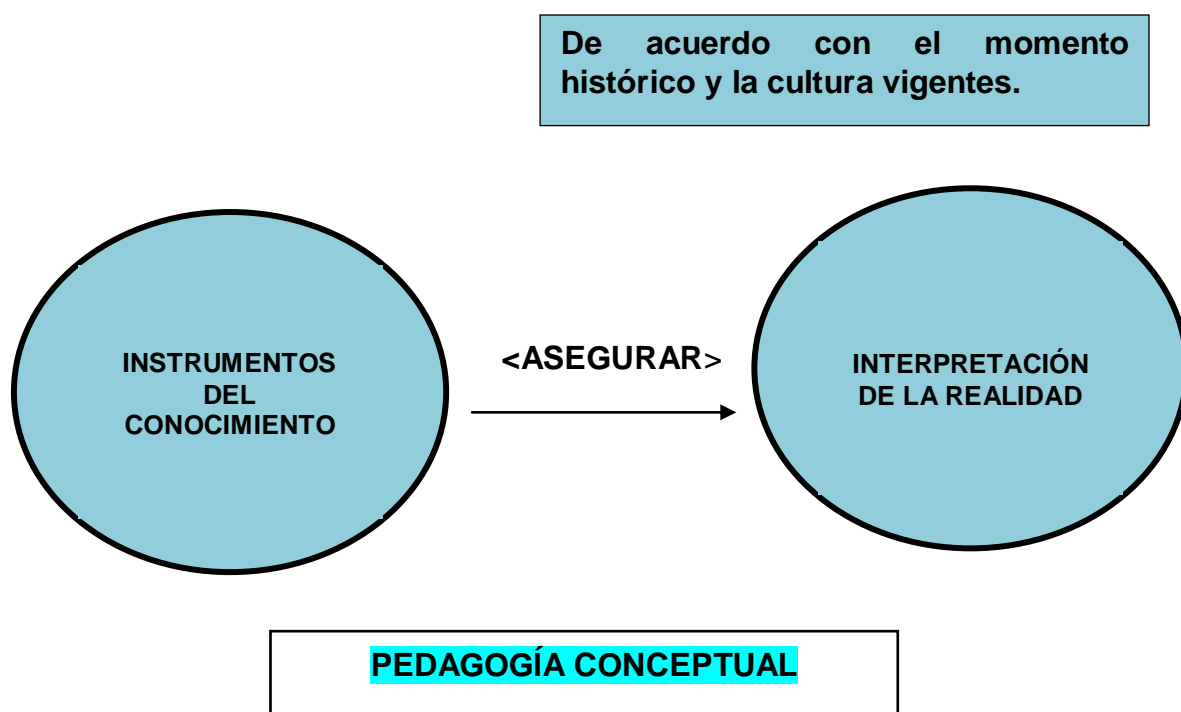 De acuerdo con el momento
histórico y la cultura vigentes.
INSTRUMENTOS
DEL
CONOCIMIENTO
<ASEGURAR>
INTERPRETACIÓN
DE LA REALIDAD
PEDAGOGÍA CONCEPTUAL